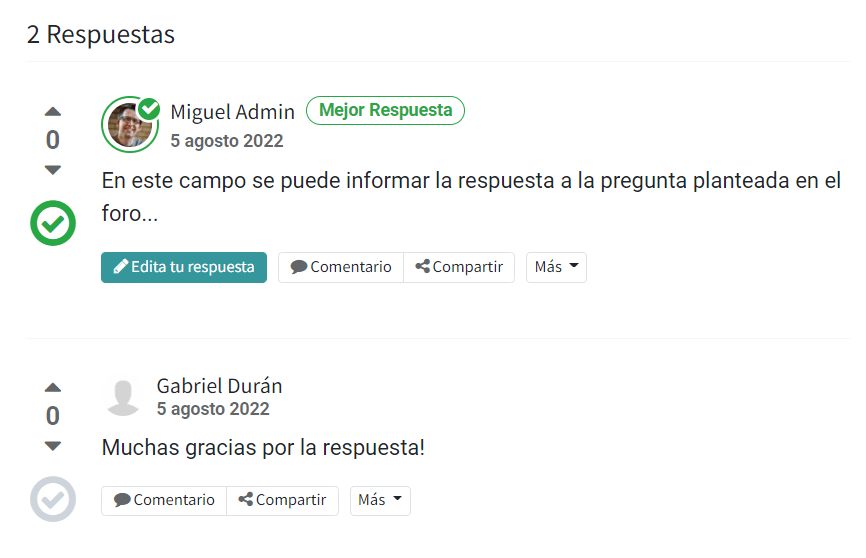 2 Respuestas
Miguel Admin Mejor Respuesta
5 agosto 2022
0
En este campo se puede informar la respuesta a la pregunta planteada en el
foro...
Edita tu respuesta Comentario Compartir Más
Gabriel Durán
5 agosto 2022
0
Muchas gracias por la respuesta!
Comentario Compartir Más